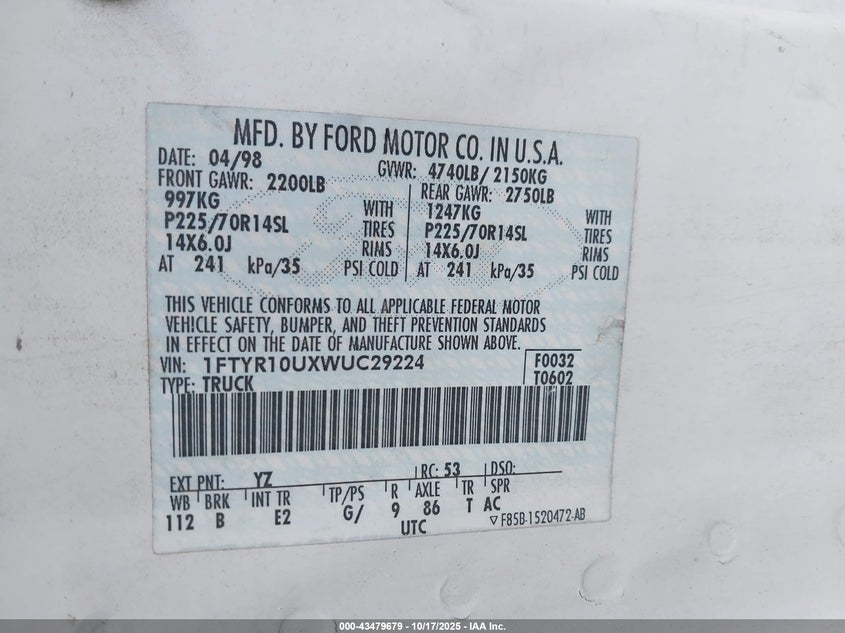 MFD. BY FORD MOTOR CO. IN U.S.A.
DATE: 04/98 GVWR: 4740LB/ 2150KG
FRONT GAWR: 2200LB REAR GAWR: 2750LB
997KG WITH 1247KG WITH
P225/70R14SL TIRES P225/70R14SL TIRES
14X6.0J RIMS 14X6.0J RIMS
AT 241 kPa/35 PSI COLD AT 241 kPa/35 PSI COLD
THIS VEHICLE CONFORMS TO ALL APPLICABLE FEDERAL MOTOR
VEHICLE SAFETY, BUMPER, AND THEFT PREVENTION STANDARDS
IN EFFECT ON THE DATE OF MANUFACTURE SHOWN ABOVE.
VIN: 1FTYR10UXWUC29224 F0032
TYPE: TRUCK T0602
EXT PNT: YZ RC: 53 DSO:
WB BRK INT TR TP/PS R AXLE TR SPR
112 B E2 G/ 9 86 T AC
UTC ▽ F85B-1520472-AB
000-43479679 - 10/17/2025 - IAA Inc.